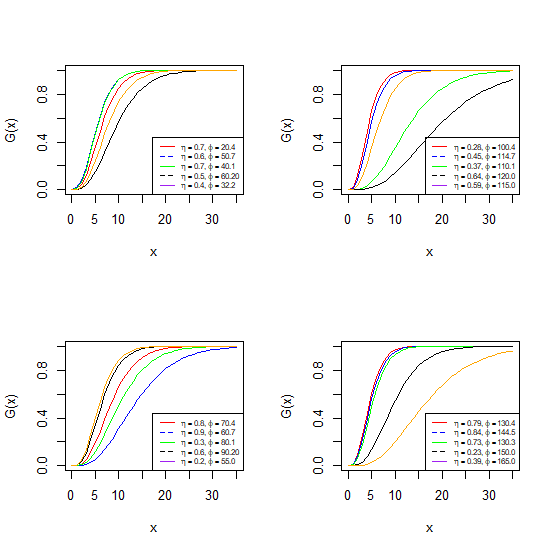 G(x)
0.0 0.4 0.8
η = 0.7, ϕ = 20.4
η = 0.6, ϕ = 50.7
η = 0.7, ϕ = 40.1
η = 0.5, ϕ = 60.20
η = 0.4, ϕ = 32.2
0 5 10 20 30
x
G(x)
0.0 0.4 0.8
η = 0.28, ϕ = 100.4
η = 0.45, ϕ = 114.7
η = 0.37, ϕ = 110.1
η = 0.64, ϕ = 120.0
η = 0.59, ϕ = 115.0
0 5 10 20 30
x
G(x)
0.0 0.4 0.8
η = 0.8, ϕ = 70.4
η = 0.9, ϕ = 60.7
η = 0.3, ϕ = 80.1
η = 0.6, ϕ = 90.20
η = 0.2, ϕ = 55.0
0 5 10 20 30
x
G(x)
0.0 0.4 0.8
η = 0.79, ϕ = 130.4
η = 0.84, ϕ = 144.5
η = 0.73, ϕ = 130.3
η = 0.23, ϕ = 150.0
η = 0.39, ϕ = 165.0
0 5 10 20 30
x